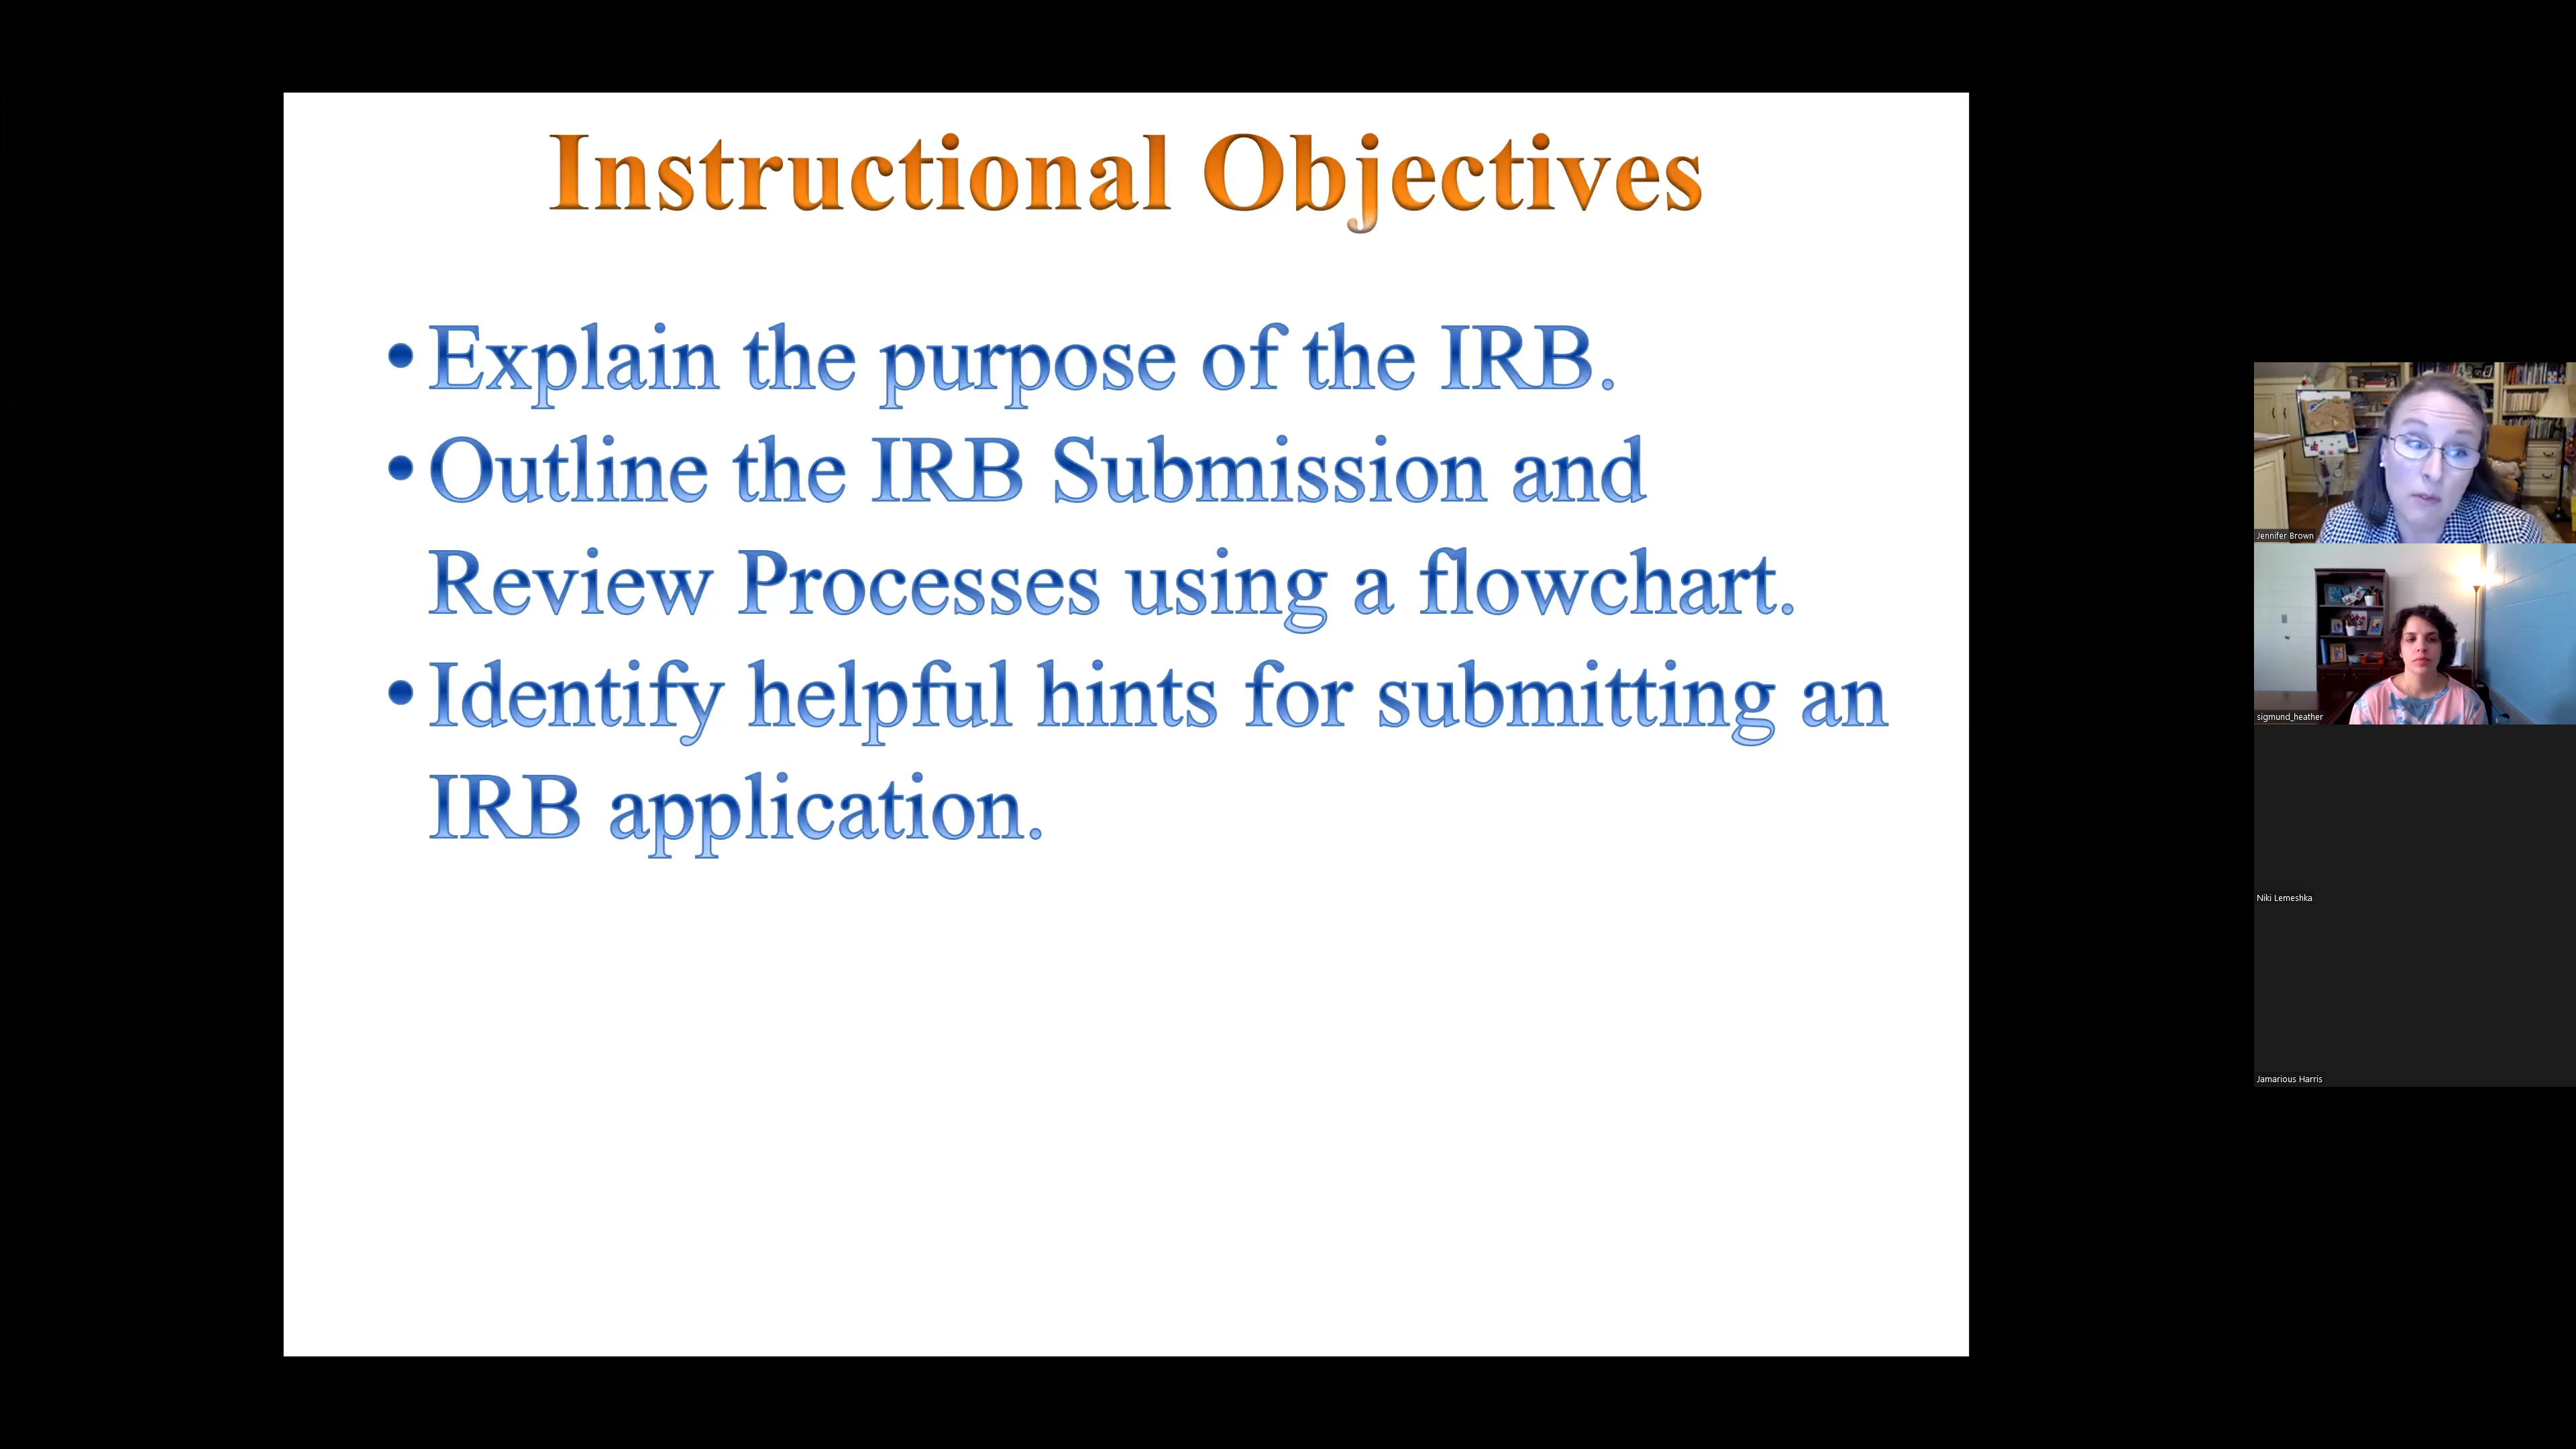 Instructional Objectives
• Explain the purpose of the IRB.
• Outline the IRB Submission and
Review Processes using a flowchart.
• Identify helpful hints for submitting an
IRB application.
Jennifer Brown
sigmund_heather
Niki Lemeshka
Jamarious Harris